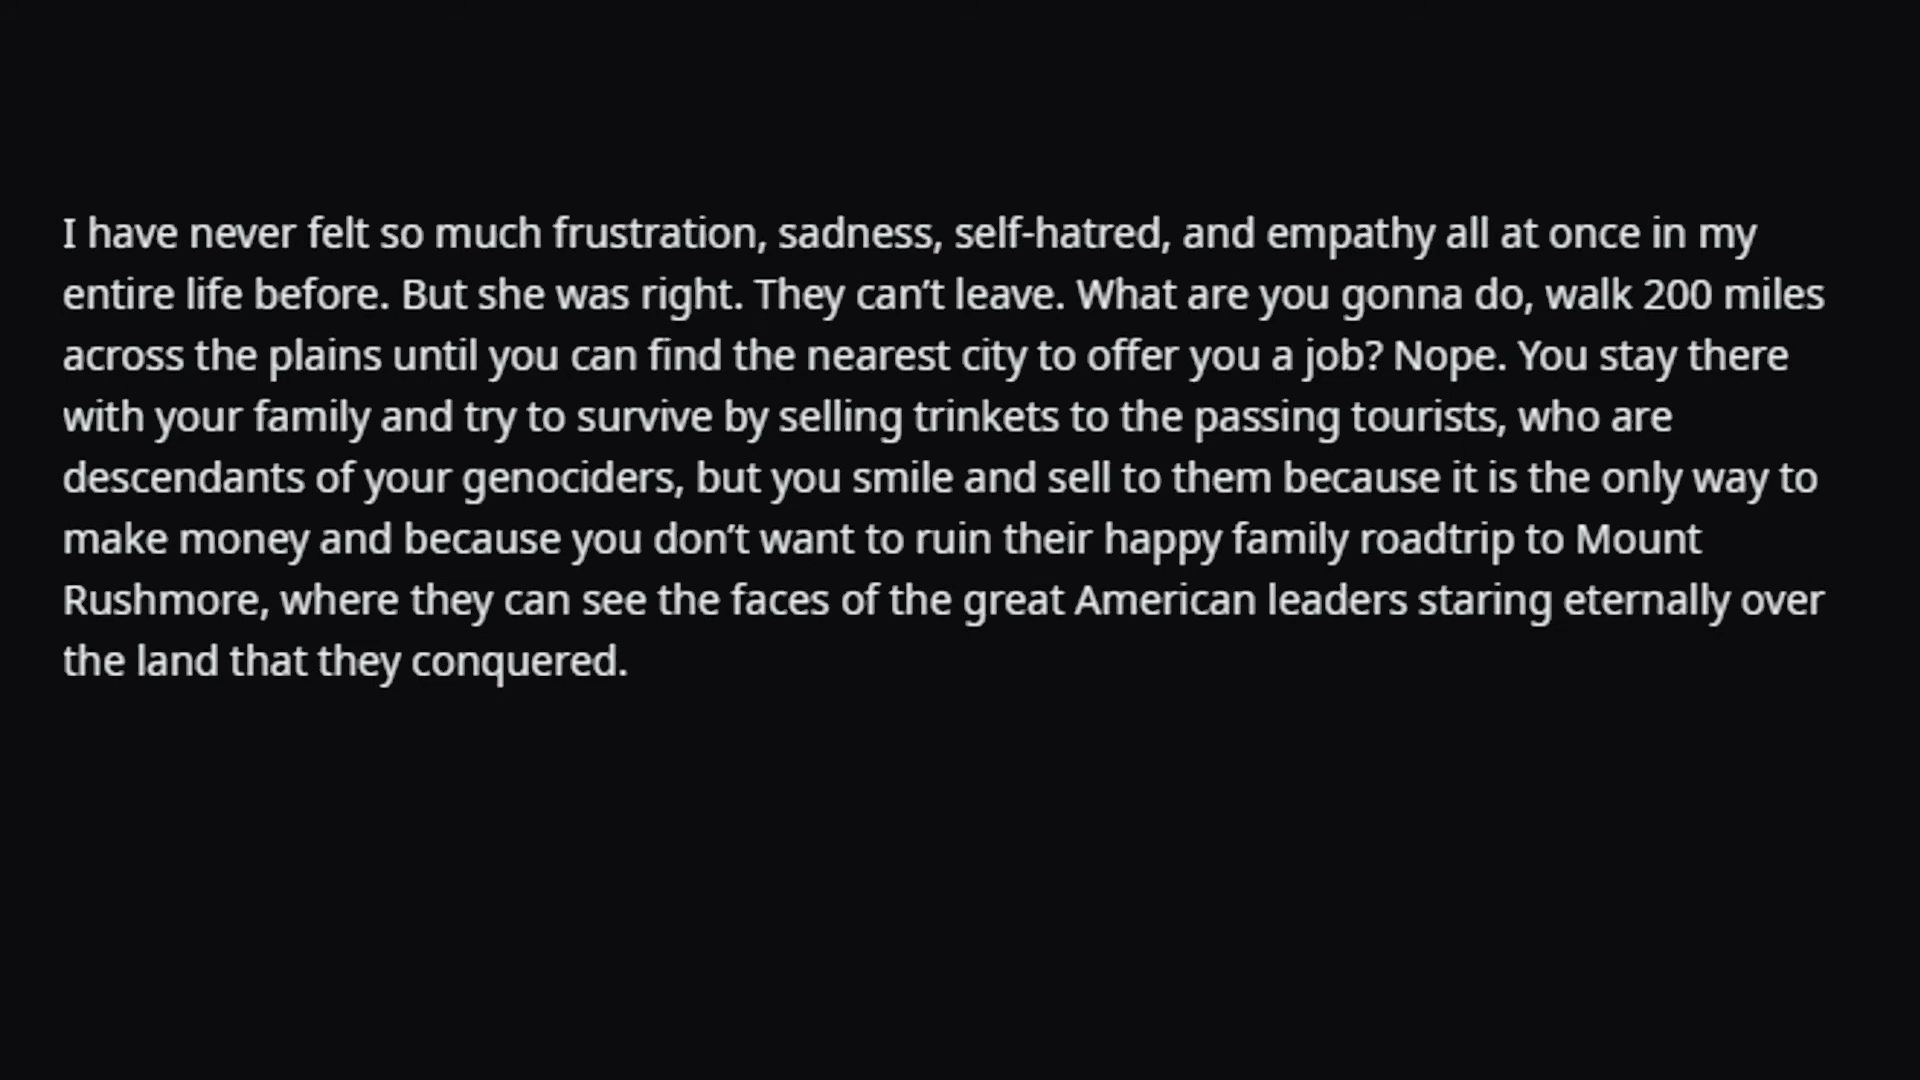 I have never felt so much frustration, sadness, self-hatred, and empathy all at once in my
entire life before. But she was right. They can’t leave. What are you gonna do, walk 200 miles
across the plains until you can find the nearest city to offer you a job? Nope. You stay there
with your family and try to survive by selling trinkets to the passing tourists, who are
descendants of your genociders, but you smile and sell to them because it is the only way to
make money and because you don’t want to ruin their happy family roadtrip to Mount
Rushmore, where they can see the faces of the great American leaders staring eternally over
the land that they conquered.